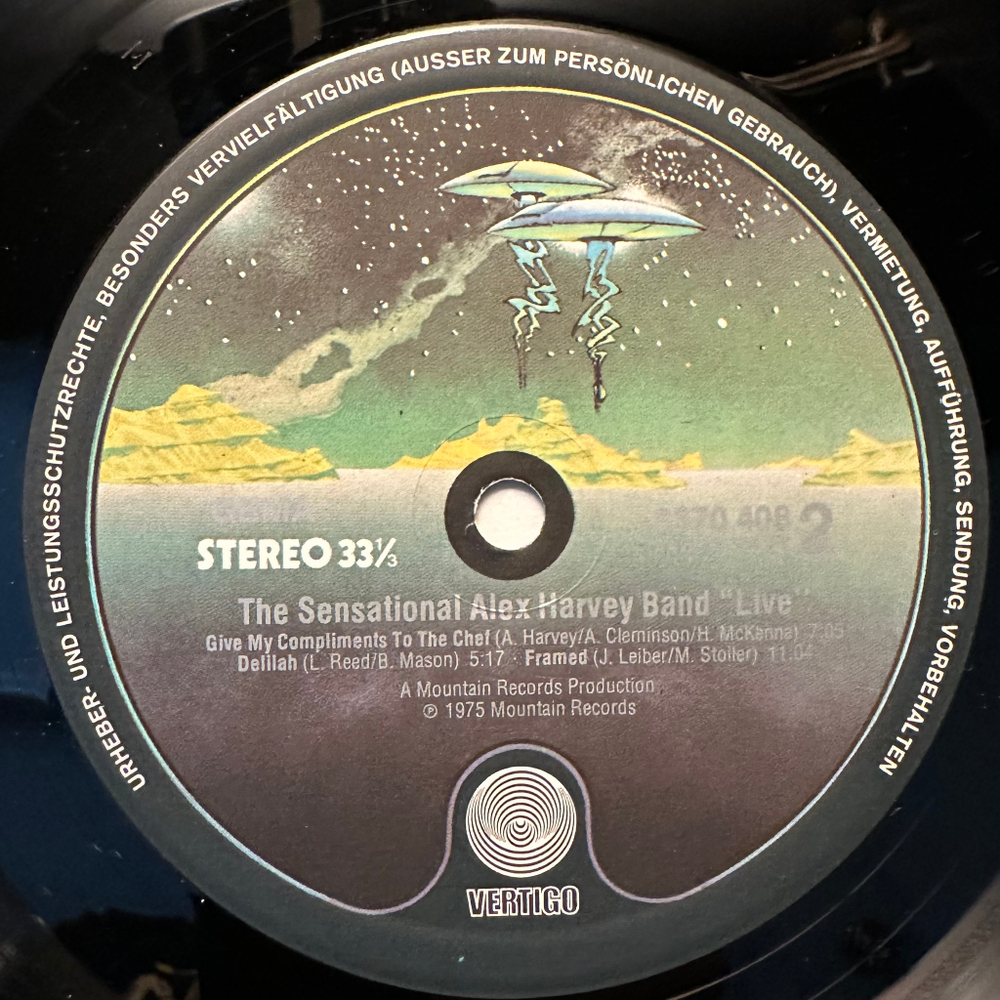 URHEBER- UND LEISTUNGSSCHUTZRECHTE, BESONDERS VERVIELFÄLTIGUNG (AUSSER ZUM PERSÖNLICHEN GEBRAUCH), VERMIETUNG, AUFFÜHRUNG, SENDUNG, VORBEHALTEN
2
STEREO 33⅓
The Sensational Alex Harvey Band "Live"
Give My Compliments To The Chef (A. Harvey/A. Cleminson/H. McKenna) 7:05
Delilah (L. Reed/B. Mason) 5:17 · Framed (J. Leiber/M. Stoller) 11.04
A Mountain Records Production
℗ 1975 Mountain Records
VERTIGO